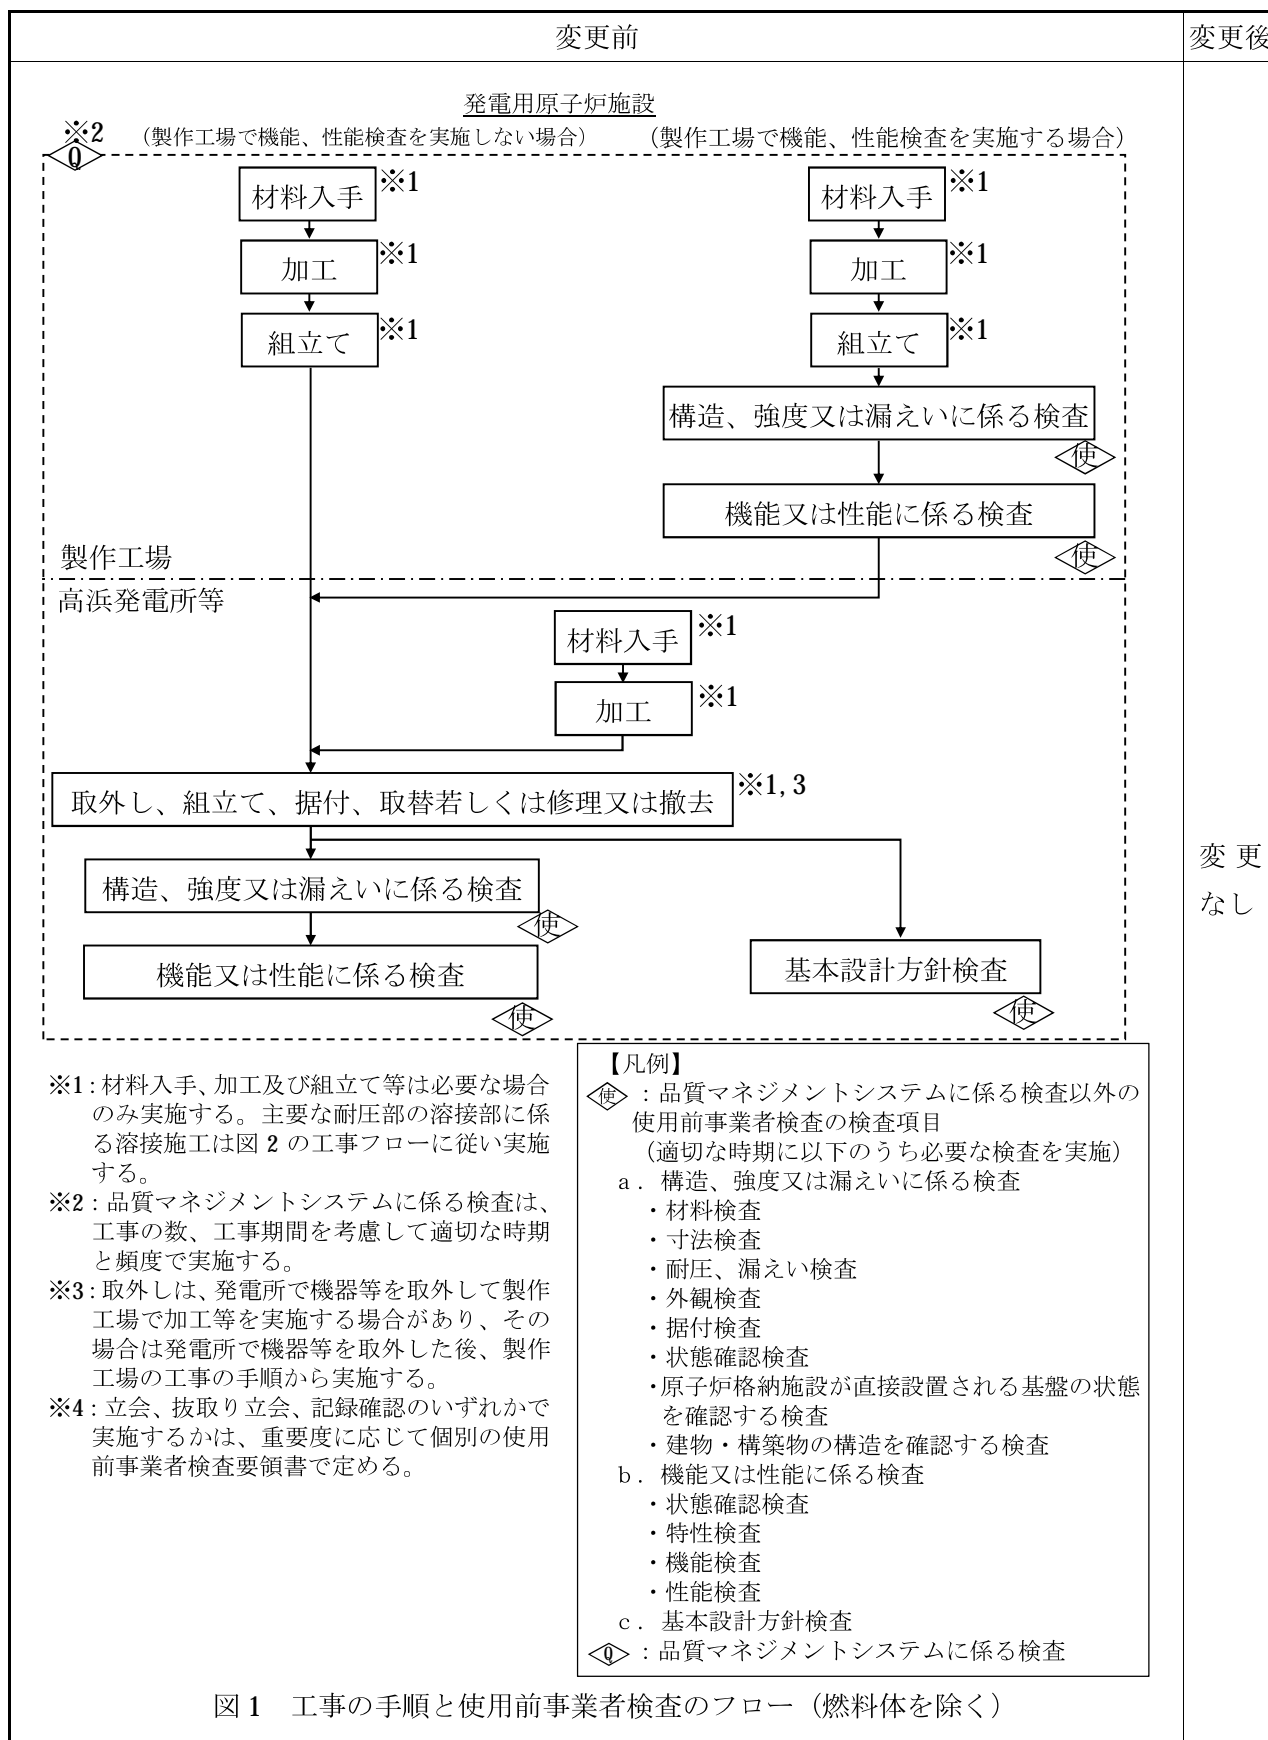 変更前
変更後
発電用原子炉施設
（製作工場で機能、性能検査を実施しない場合）
（製作工場で機能、性能検査を実施する場合）
※2
Q
材料入手
※1
加工
※1
組立て
※1
材料入手
※1
加工
※1
組立て
※1
構造、強度又は漏えいに係る検査
使
機能又は性能に係る検査
使
製作工場
高浜発電所等
材料入手
※1
加工
※1
取外し、組立て、据付、取替若しくは修理又は撤去
※1,3
構造、強度又は漏えいに係る検査
使
機能又は性能に係る検査
使
基本設計方針検査
使
変更
なし
※1：材料入手、加工及び組立て等は必要な場合
のみ実施する。主要な耐圧部の溶接部に係
る溶接施工は図 2 の工事フローに従い実施
する。
※2：品質マネジメントシステムに係る検査は、
工事の数、工事期間を考慮して適切な時期
と頻度で実施する。
※3：取外しは、発電所で機器等を取外して製作
工場で加工等を実施する場合があり、その
場合は発電所で機器等を取外した後、製作
工場の工事の手順から実施する。
※4：立会、抜取り立会、記録確認のいずれかで
実施するかは、重要度に応じて個別の使用
前事業者検査要領書で定める。
【凡例】
使：品質マネジメントシステムに係る検査以外の
使用前事業者検査の検査項目
（適切な時期に以下のうち必要な検査を実施）
a．構造、強度又は漏えいに係る検査
・材料検査
・寸法検査
・耐圧、漏えい検査
・外観検査
・据付検査
・状態確認検査
・原子炉格納施設が直接設置される基盤の状態
を確認する検査
・建物・構築物の構造を確認する検査
b．機能又は性能に係る検査
・状態確認検査
・特性検査
・機能検査
・性能検査
c．基本設計方針検査
Q：品質マネジメントシステムに係る検査
図 1　工事の手順と使用前事業者検査のフロー（燃料体を除く）